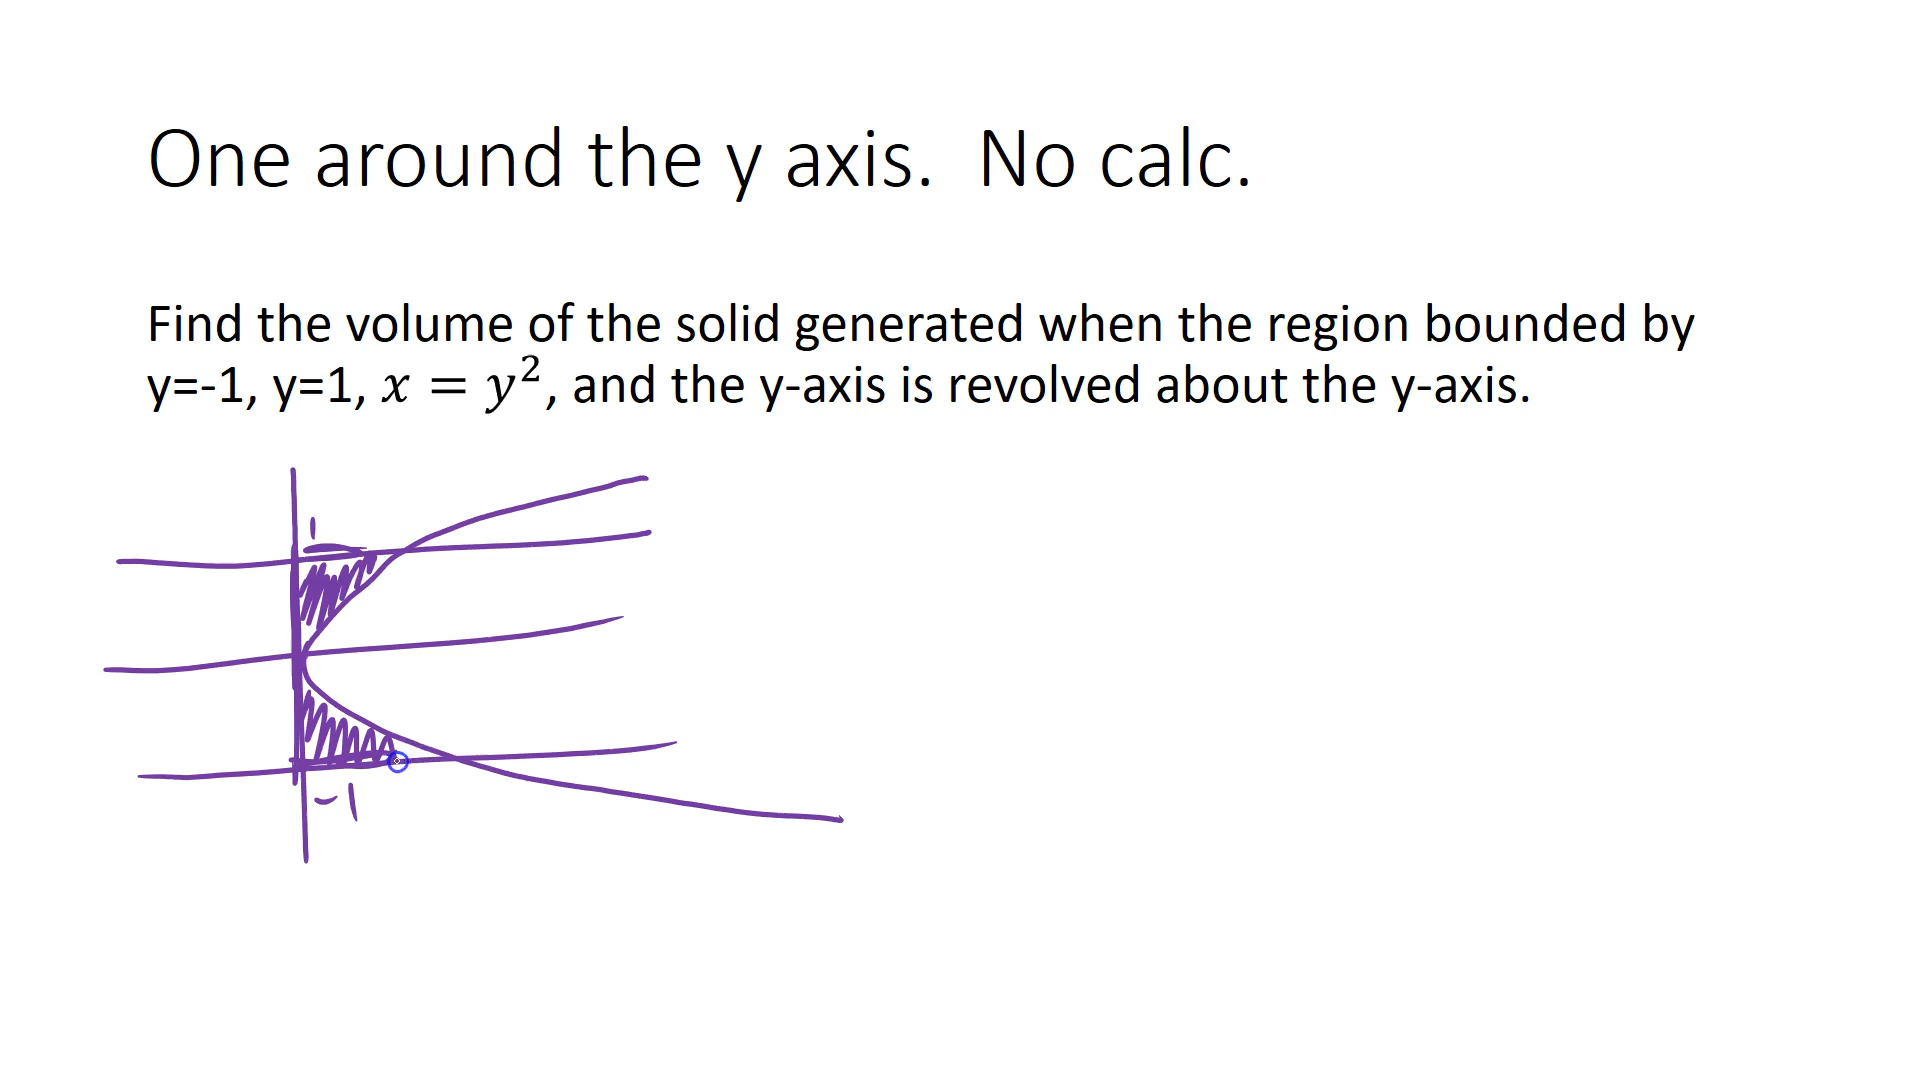 One around the y axis.  No calc.
Find the volume of the solid generated when the region bounded by
y=-1, y=1, 𝑥 = 𝑦², and the y-axis is revolved about the y-axis.
1
-1